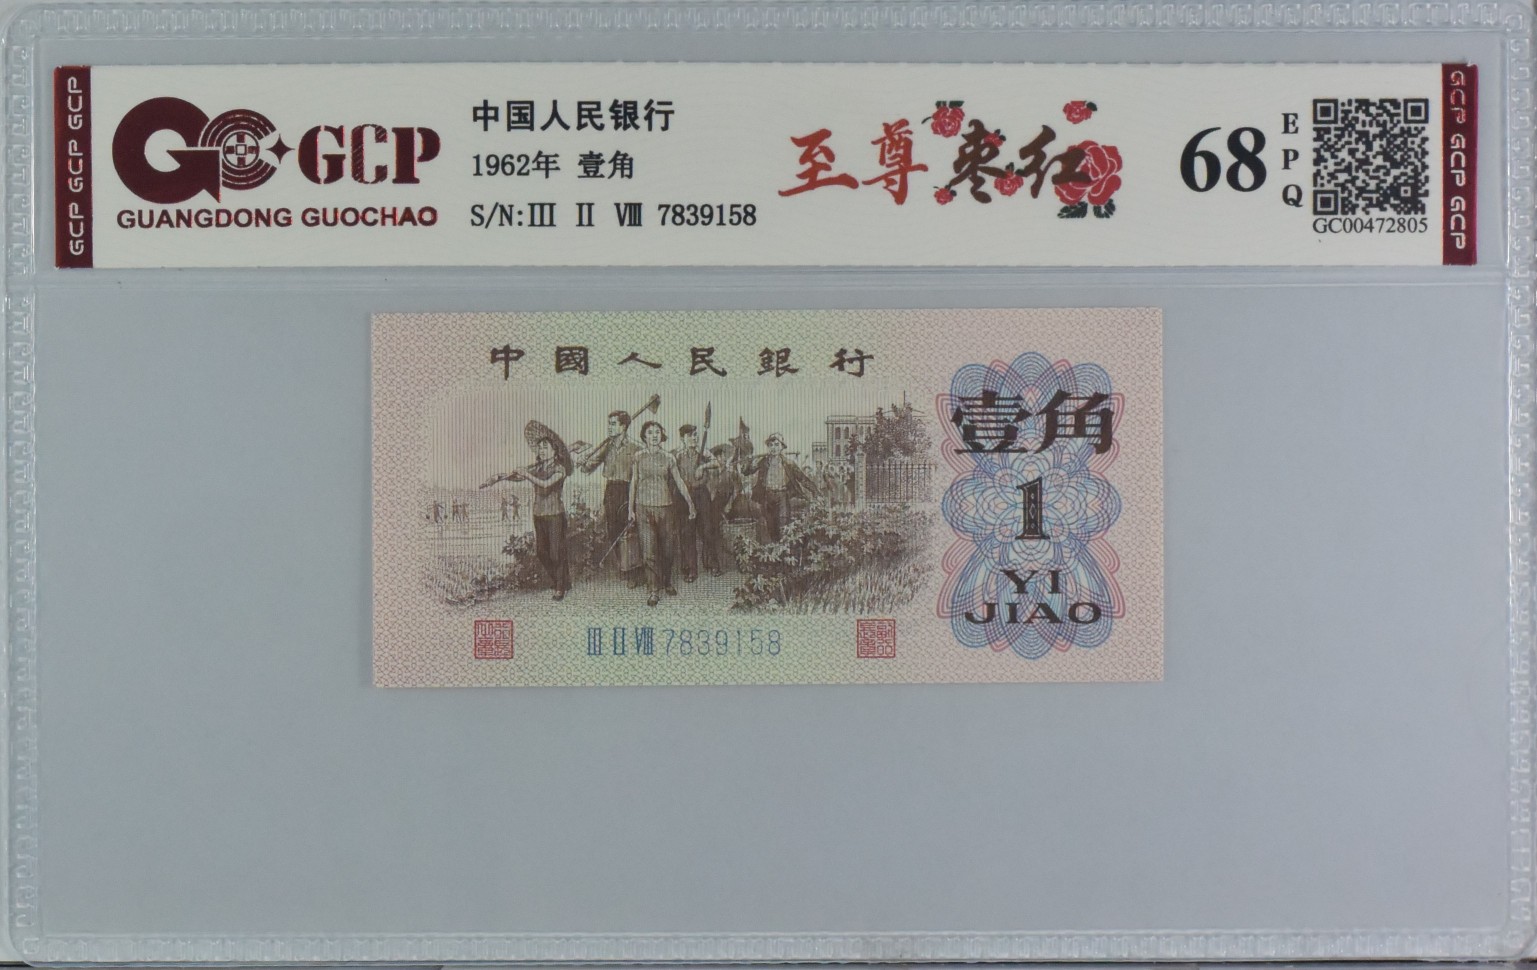 GCP GCP GCP
GCP
GUANGDONG GUOCHAO
中国人民银行
1962年 壹角
S/N:Ⅲ Ⅱ Ⅷ 7839158
至尊枣红
68
EPQ
GC00472805
GCP GCP GCP
中國人民銀行
壹角
1
YI
JIAO
Ⅲ Ⅱ Ⅷ 7839158